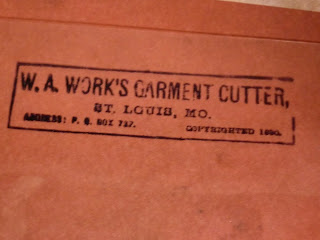 W. A. WORK'S GARMENT CUTTER,
ST. LOUIS, MO.
ADDRESS: P. O. BOX 737. COPYRIGHTED 1890.